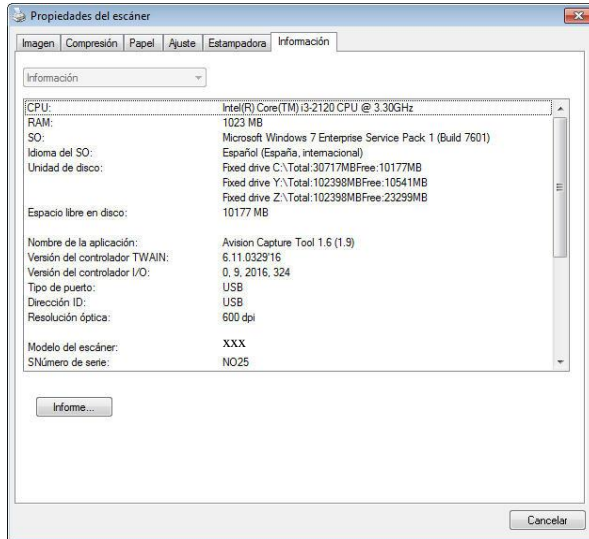 Propiedades del escáner
Imagen Compresión Papel Ajuste Estampadora Información
Información
CPU: Intel(R) Core(TM) i3-2120 CPU @ 3.30GHz
RAM: 1023 MB
SO: Microsoft Windows 7 Enterprise Service Pack 1 (Build 7601)
Idioma del SO: Español (España, internacional)
Unidad de disco: Fixed drive C:\Total:30717MBFree:10177MB
Fixed drive Y:\Total:102398MBFree:10541MB
Fixed drive Z:\Total:102398MBFree:23299MB
Espacio libre en disco: 10177 MB
Nombre de la aplicación: Avision Capture Tool 1.6 (1.9)
Versión del controlador TWAIN: 6.11.0329'16
Versión del controlador I/O: 0, 9, 2016, 324
Tipo de puerto: USB
Dirección ID: USB
Resolución óptica: 600 dpi
Modelo del escáner: XXX
SNúmero de serie: NO25
Informe...
Cancelar